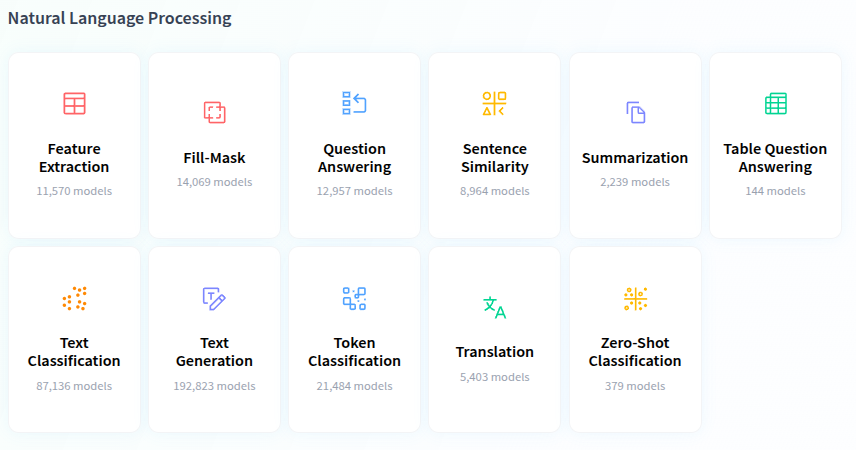 Natural Language Processing
Feature
Extraction
11,570 models
Fill-Mask
14,069 models
Question
Answering
12,957 models
Sentence
Similarity
8,964 models
Summarization
2,239 models
Table Question
Answering
144 models
Text
Classification
87,136 models
Text
Generation
192,823 models
Token
Classification
21,484 models
Translation
5,403 models
Zero-Shot
Classification
379 models